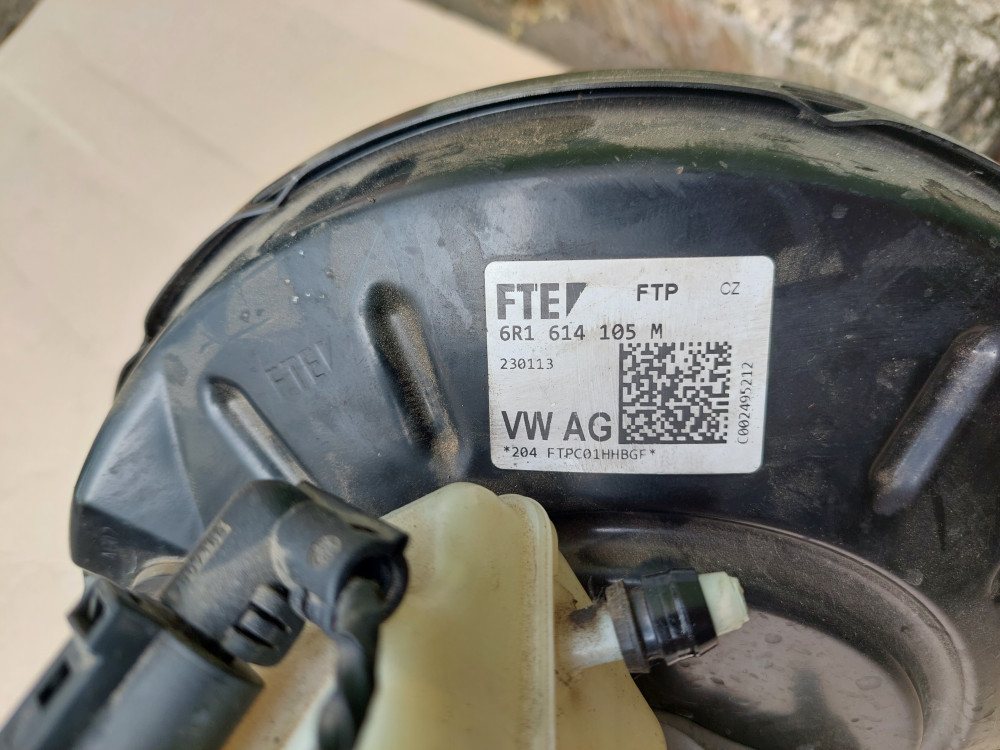 FTE FTP CZ
6R1 614 105 M
230113
VW AG
*204 FTPC01HHBGF*
C002495212
FTE